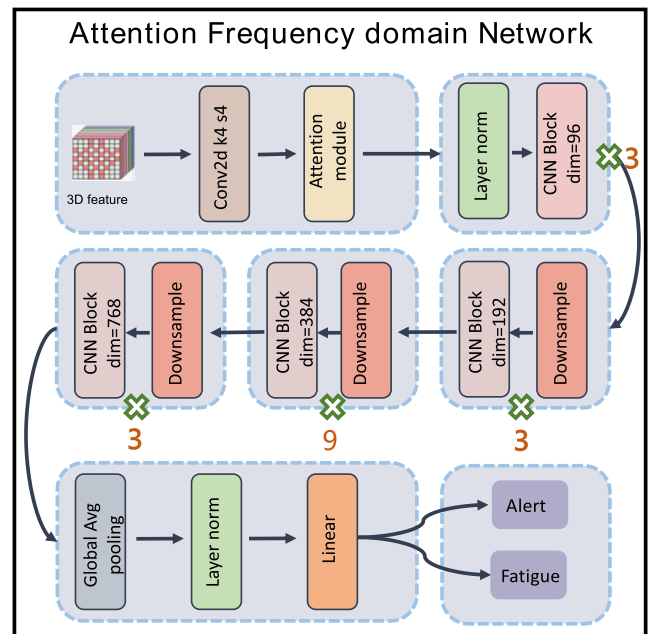 Attention Frequency domain Network
3D feature
Conv2d k4 s4
Attention
module
Layer norm
CNN Block
dim=96
3
CNN Block
dim=768
Downsample
3
CNN Block
dim=384
Downsample
9
CNN Block
dim=192
Downsample
3
Global Avg
pooling
Layer norm
Linear
Alert
Fatigue